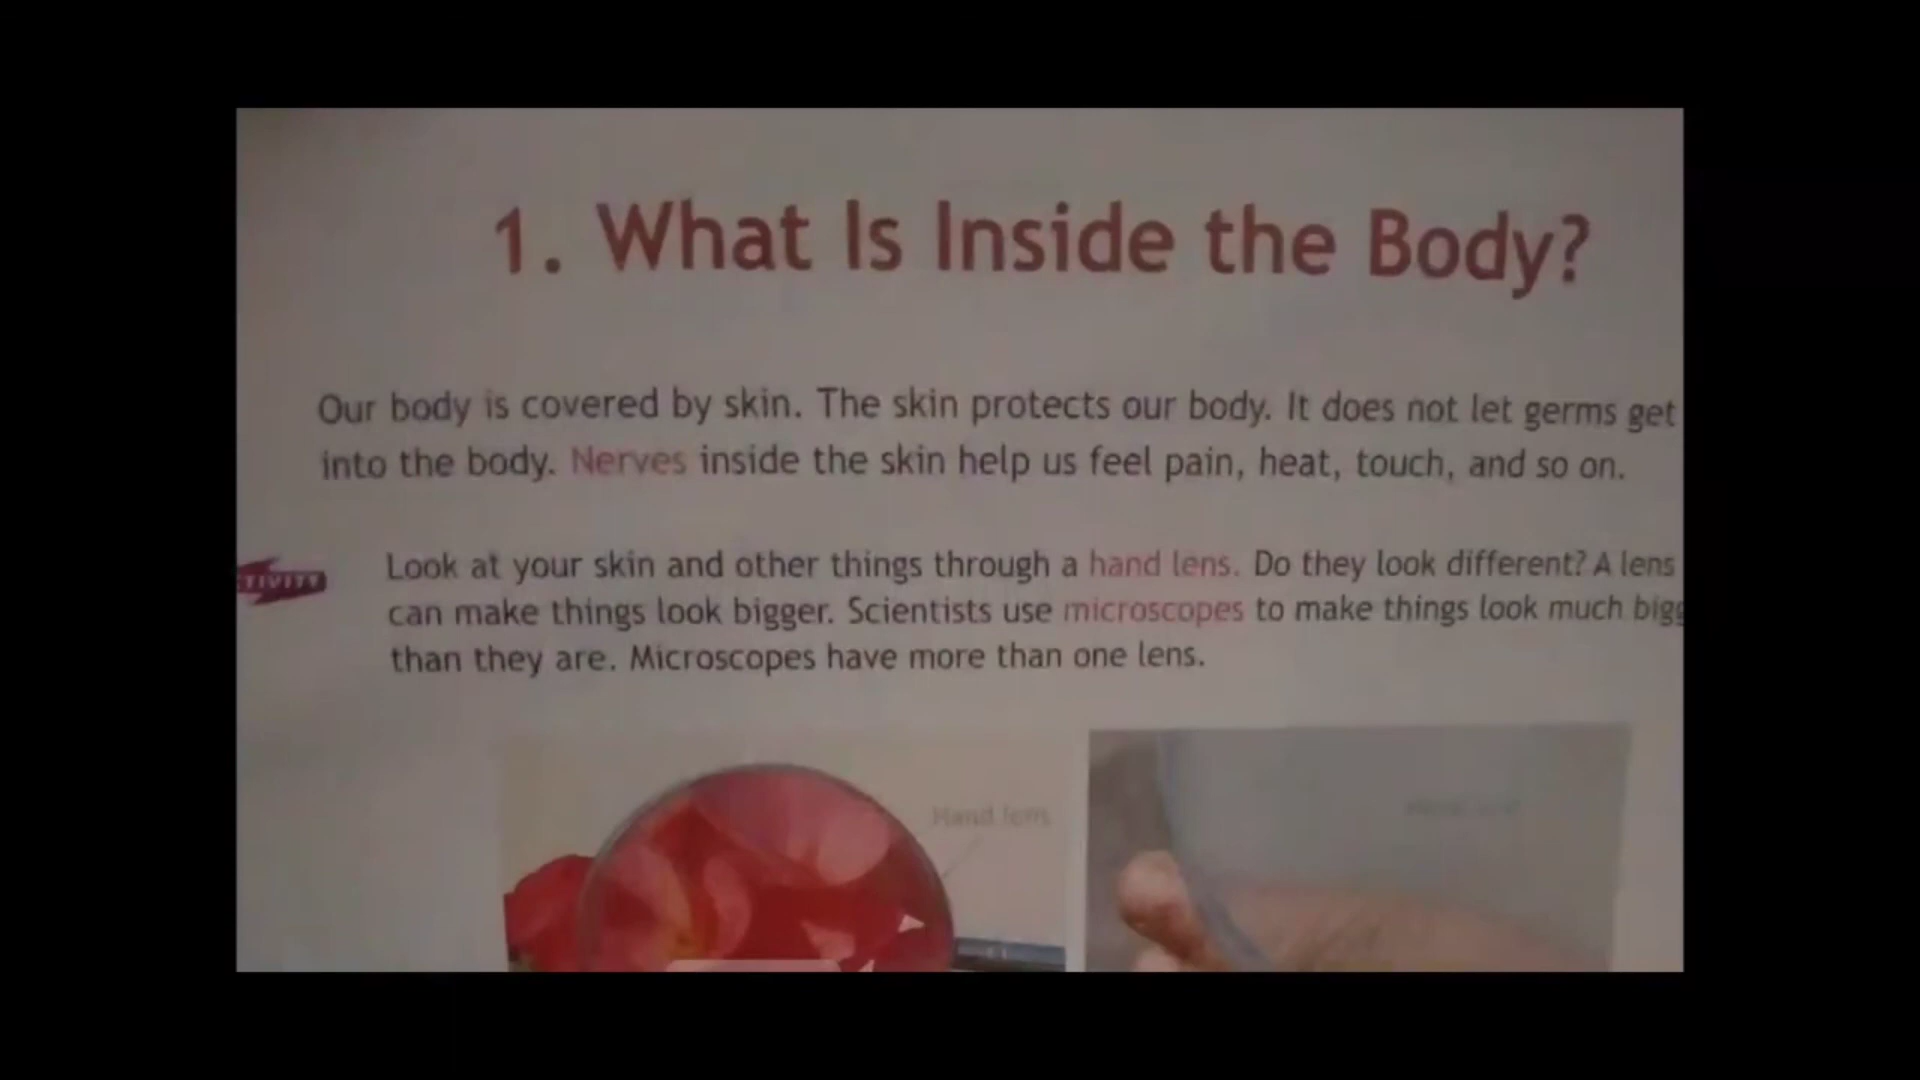 1. What Is Inside the Body?
Our body is covered by skin. The skin protects our body. It does not let germs get
into the body. Nerves inside the skin help us feel pain, heat, touch, and so on.
TIVITY
Look at your skin and other things through a hand lens. Do they look different? A lens
can make things look bigger. Scientists use microscopes to make things look much bigg
than they are. Microscopes have more than one lens.
Hand lens